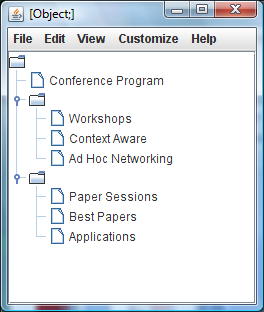 [Object;]
File Edit View Customize Help
Conference Program
Workshops
Context Aware
Ad Hoc Networking
Paper Sessions
Best Papers
Applications